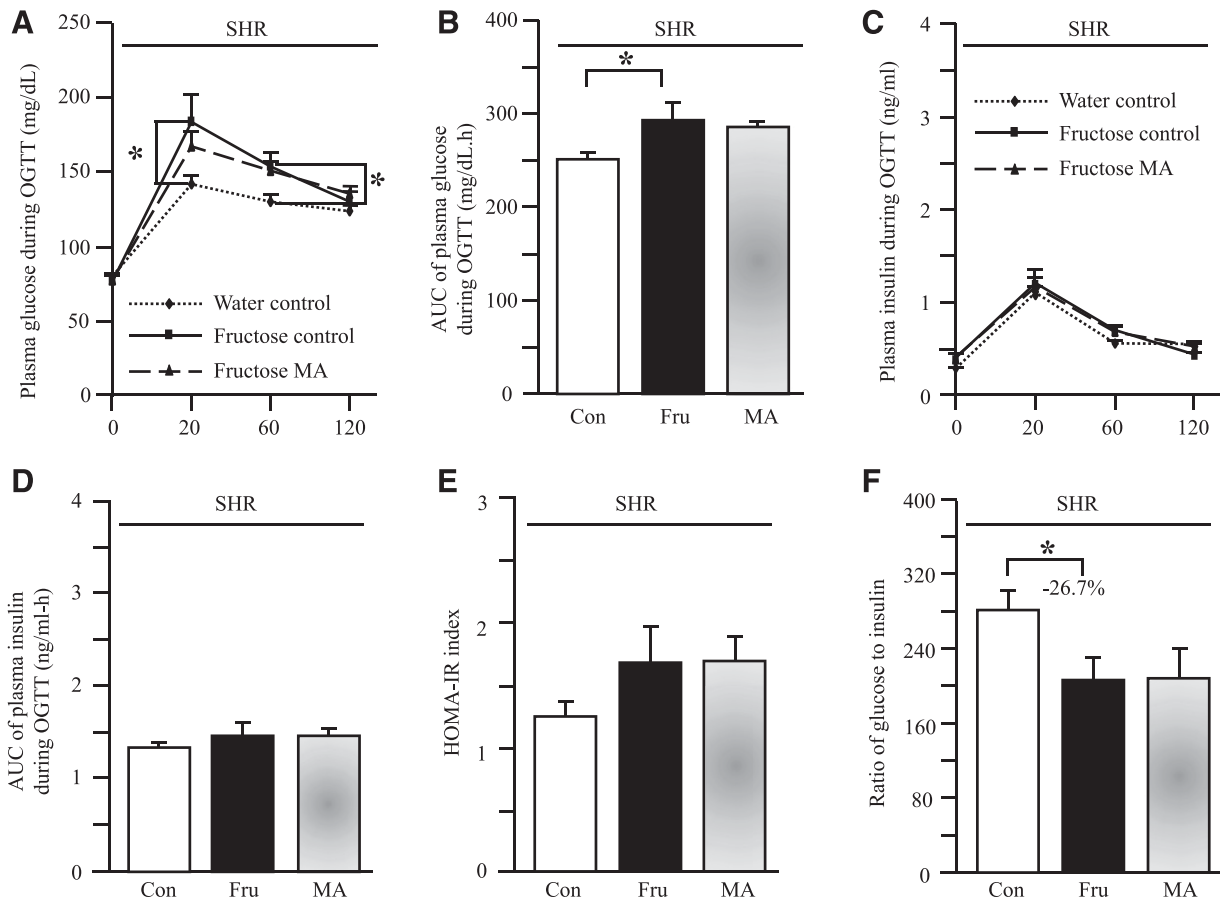 A
SHR
Plasma glucose during OGTT (mg/dL)
250
200
150
100
50
0
*
*
Water control
Fructose control
Fructose MA
0 20 60 120
B
SHR
AUC of plasma glucose
during OGTT (mg/dL.h)
400
300
200
100
0
*
Con Fru MA
C
SHR
Plasma insulin during OGTT (ng/ml)
4
3
2
1
0
Water control
Fructose control
Fructose MA
0 20 60 120
D
SHR
AUC of plasma insulin
during OGTT (ng/ml-h)
4
3
2
1
0
Con Fru MA
E
SHR
HOMA-IR index
3
2
1
0
Con Fru MA
F
SHR
Ratio of glucose to insulin
400
320
240
160
80
0
*
-26.7%
Con Fru MA